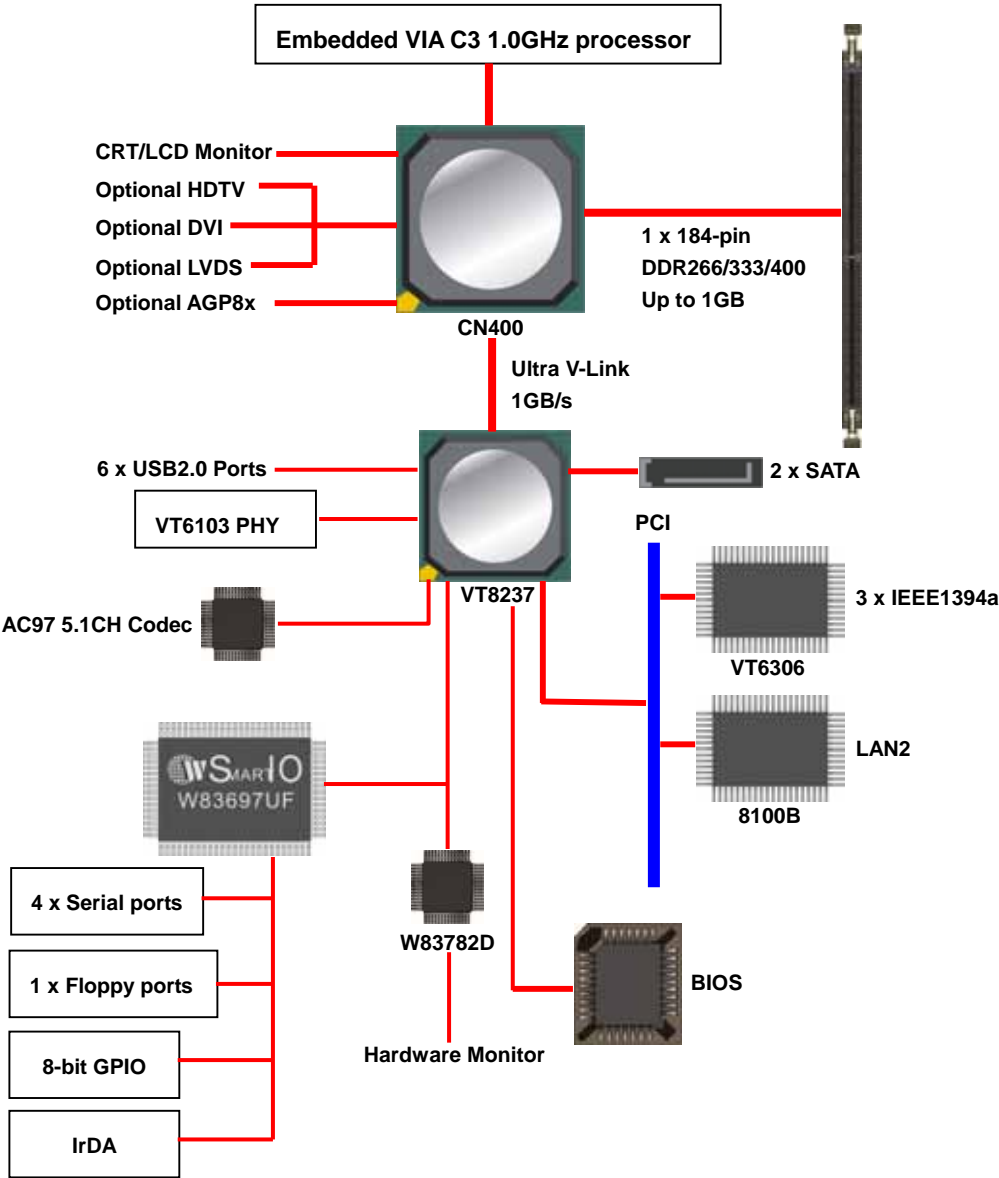 Embedded VIA C3 1.0GHz processor
CRT/LCD Monitor
Optional HDTV
Optional DVI
Optional LVDS
Optional AGP8x
1 x 184-pin
DDR266/333/400
Up to 1GB
CN400
Ultra V-Link
1GB/s
6 x USB2.0 Ports
2 x SATA
VT6103 PHY
PCI
VT8237
3 x IEEE1394a
VT6306
AC97 5.1CH Codec
LAN2
8100B
WSMARTIO
W83697UF
4 x Serial ports
1 x Floppy ports
8-bit GPIO
IrDA
W83782D
Hardware Monitor
BIOS